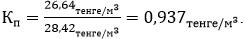 Кп = 26,64тенге/м³ / 28,42тенге/м³ = 0,937тенге/м³.